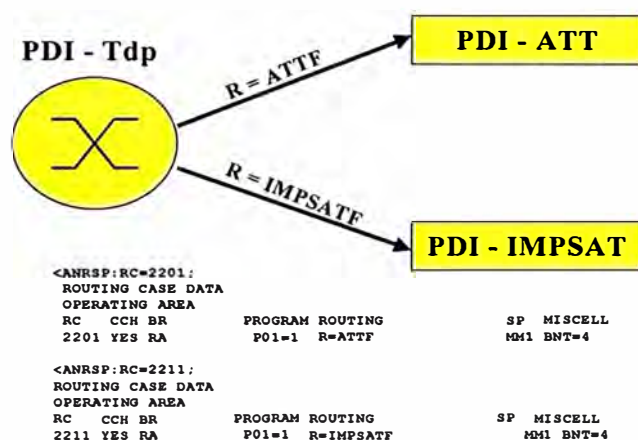 PDI - Tdp
PDI - ATT
R = ATTF
R = IMPSATF
PDI - IMPSAT
<ANRSP:RC=2201;
ROUTING CASE DATA
OPERATING AREA
RC CCH BR PROGRAM ROUTING SP MISCELL
2201 YES RA P01=1 R=ATTF MM1 BNT=4
<ANRSP:RC=2211;
ROUTING CASE DATA
OPERATING AREA
RC CCH BR PROGRAM ROUTING SP MISCELL
2211 YES RA P01=1 R=IMPSATF MM1 BNT=4